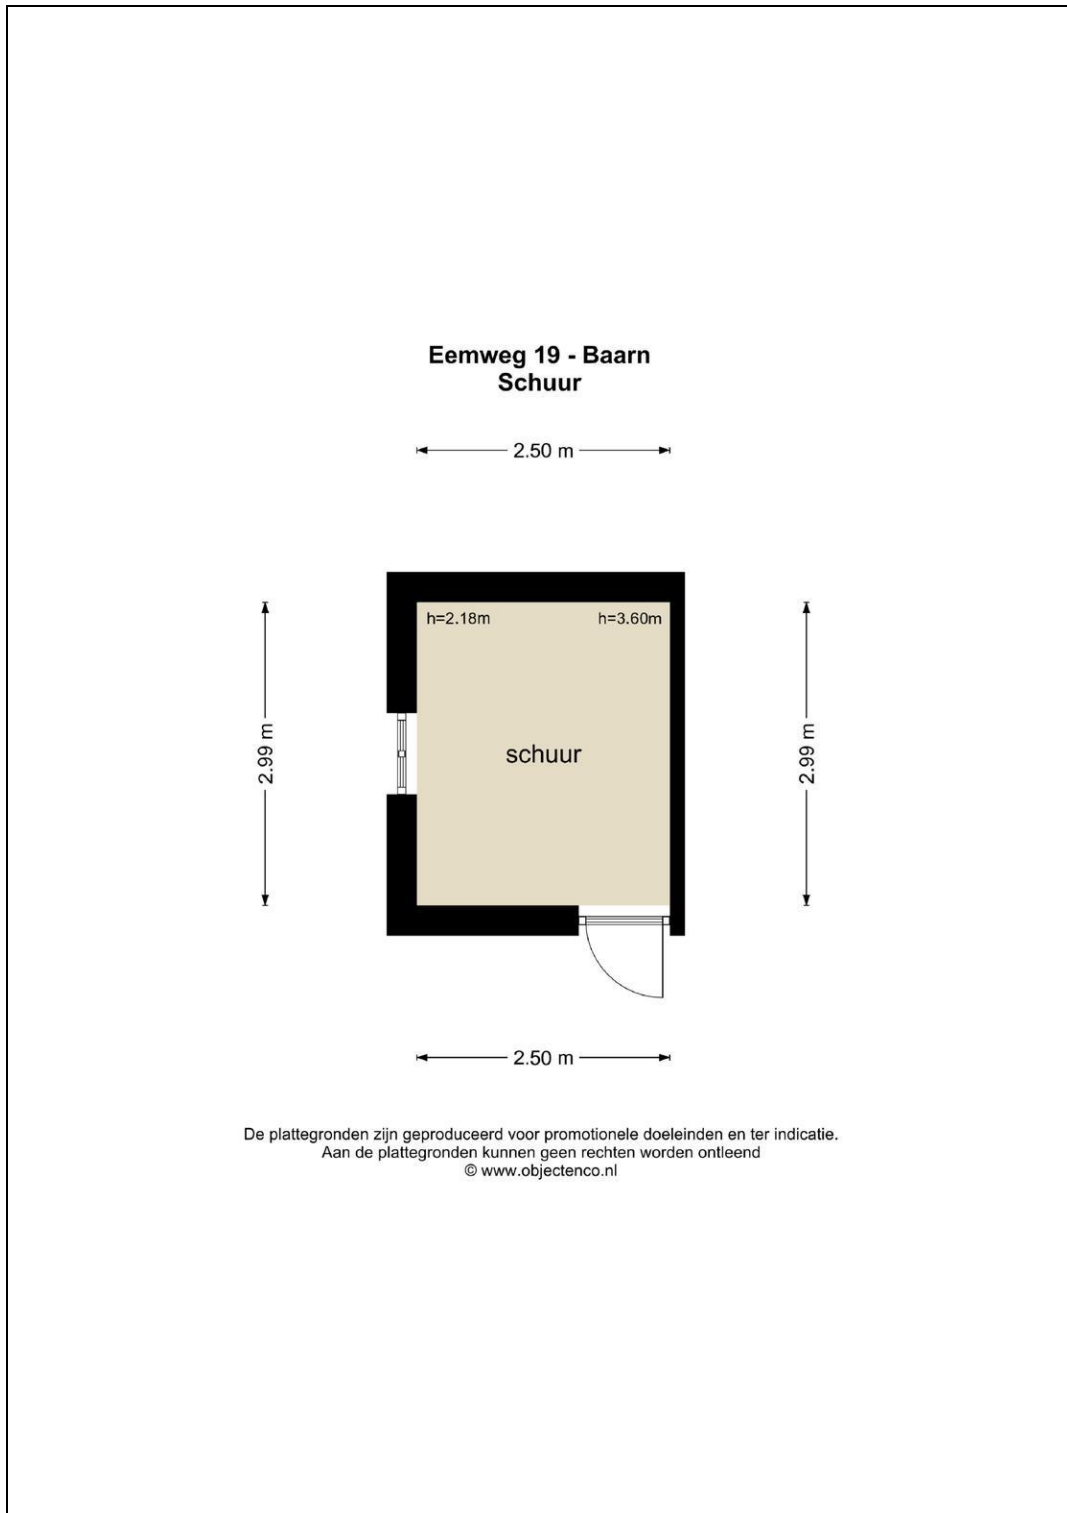 Eemweg 19 - Baarn
Schuur
2.50 m
h=2.18m
h=3.60m
2.99 m
schuur
2.99 m
2.50 m
De plattegronden zijn geproduceerd voor promotionele doeleinden en ter indicatie.
Aan de plattegronden kunnen geen rechten worden ontleend
© www.objectenco.nl